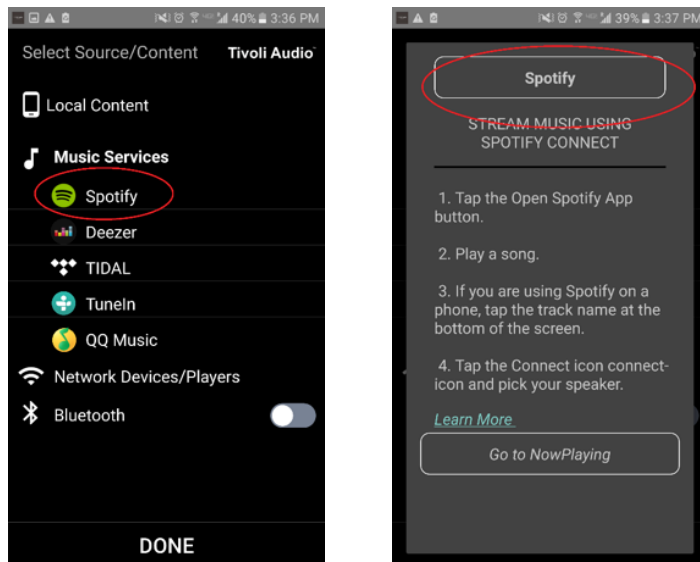 40% 3:36 PM
Select Source/Content Tivoli Audio
Local Content
Music Services
Spotify
Deezer
TIDAL
TuneIn
QQ Music
Network Devices/Players
Bluetooth
DONE
39% 3:37 PM
Spotify
STREAM MUSIC USING
SPOTIFY CONNECT
1. Tap the Open Spotify App
button.
2. Play a song.
3. If you are using Spotify on a
phone, tap the track name at the
bottom of the screen.
4. Tap the Connect icon connect-
icon and pick your speaker.
Learn More
Go to NowPlaying